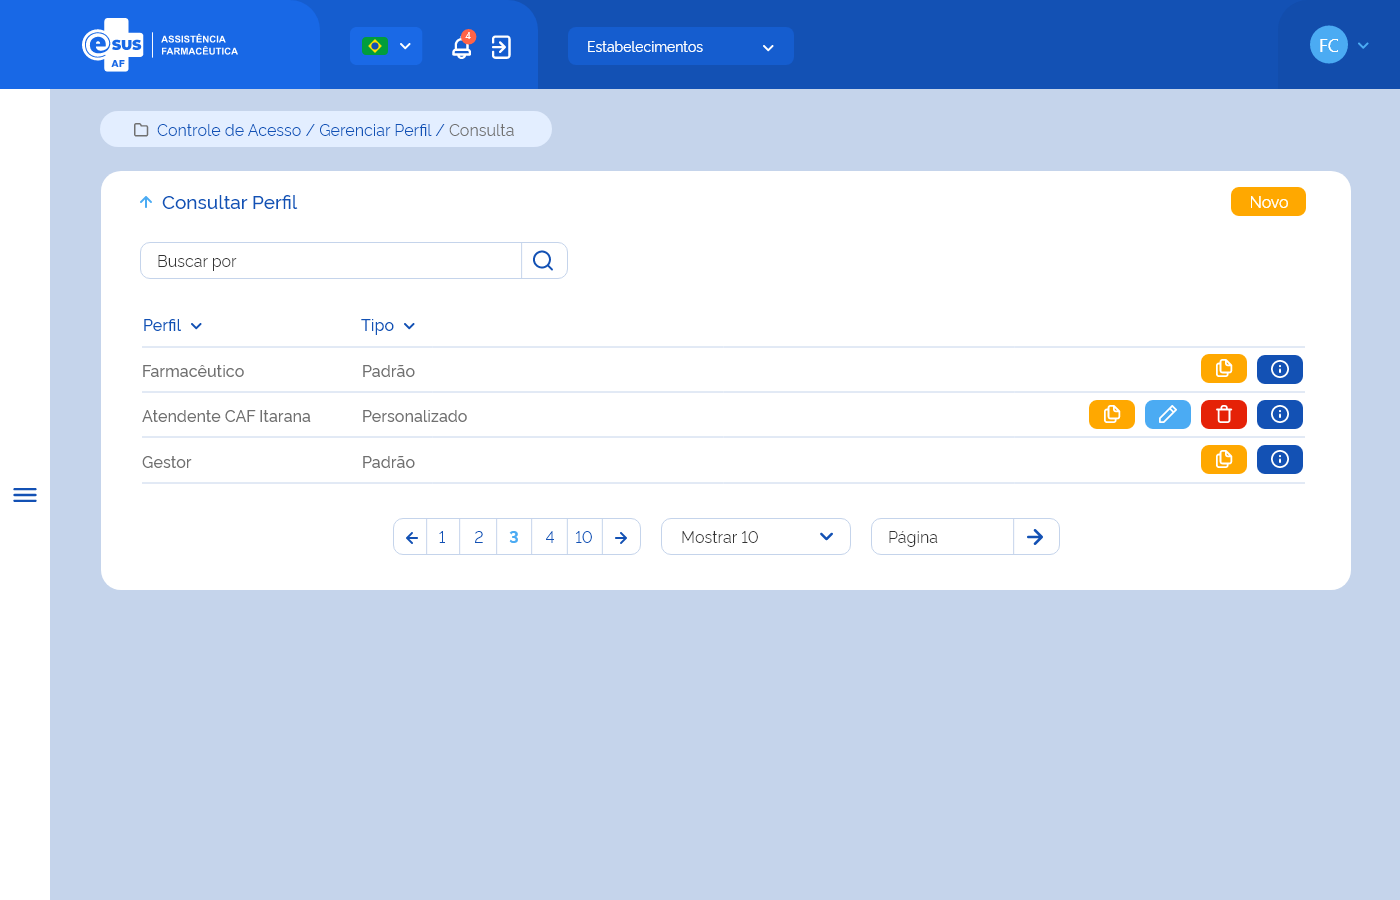 e sus AF
ASSISTÊNCIA
FARMACÊUTICA
4
Estabelecimentos
FC
Controle de Acesso / Gerenciar Perfil / Consulta
Consultar Perfil
Novo
Buscar por
Perfil Tipo
Farmacêutico Padrão
Atendente CAF Itarana Personalizado
Gestor Padrão
1 2 3 4 10 Mostrar 10 Página